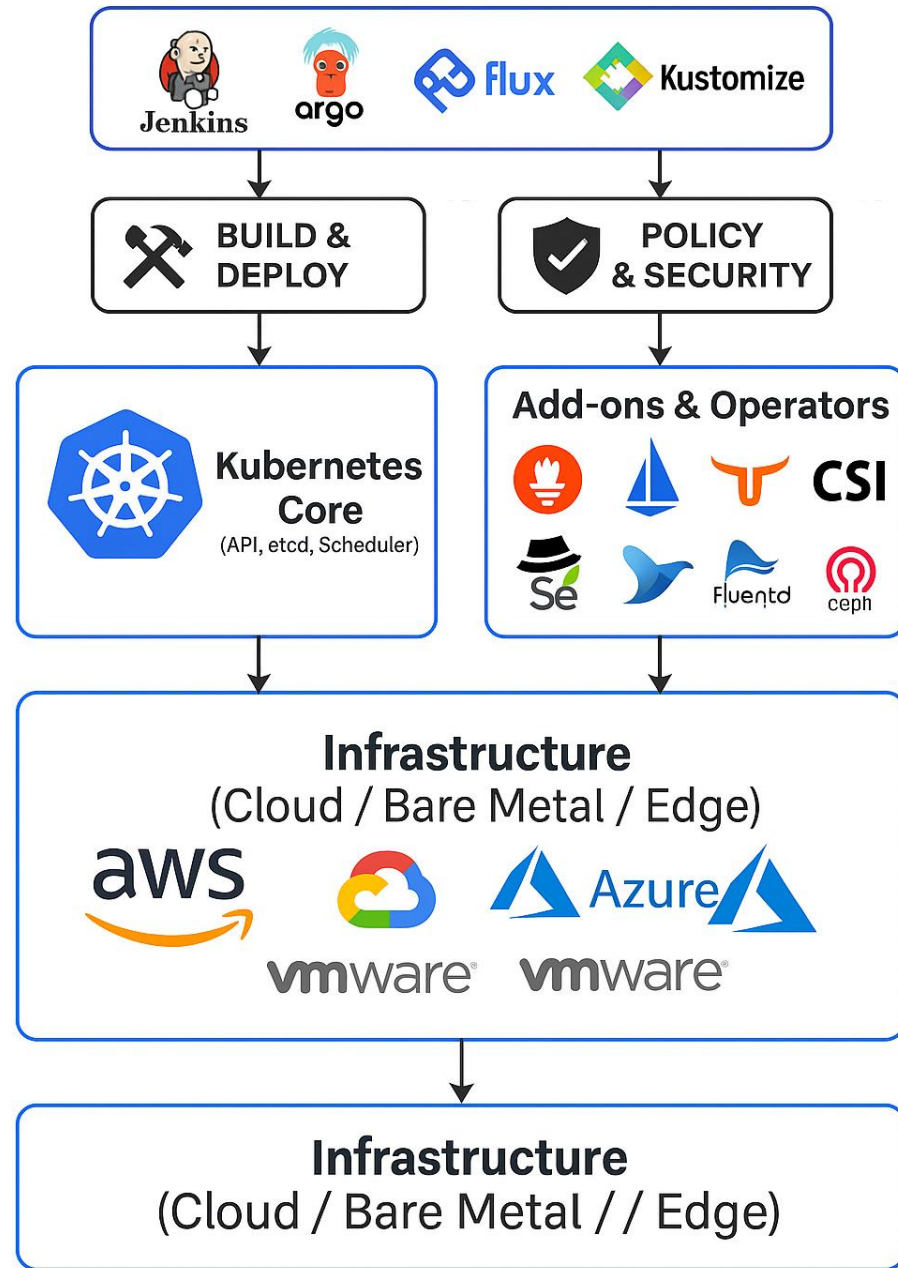 Jenkins
argo
flux
Kustomize
BUILD &
DEPLOY
POLICY
& SECURITY
Kubernetes
Core
(API, etcd, Scheduler)
Add-ons & Operators
CSI
Se
Fluentd
ceph
Infrastructure
(Cloud / Bare Metal / Edge)
aws
Azure
vmware®
vmware®
Infrastructure
(Cloud / Bare Metal / / Edge)